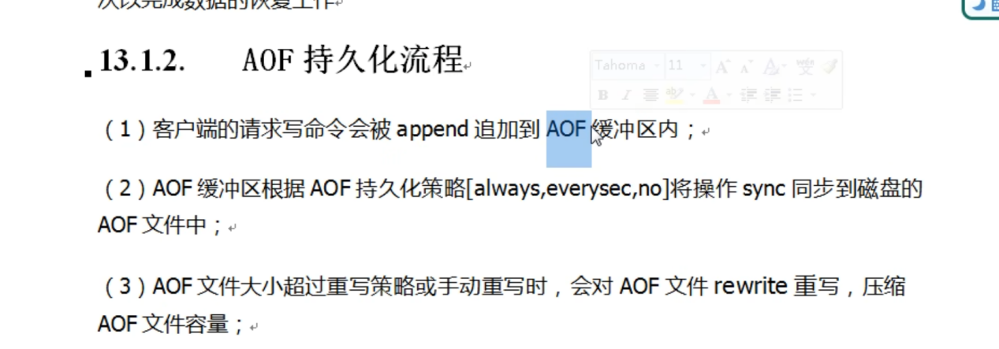 次以完成数据的恢复工作
13.1.2. AOF 持久化流程
Tahoma 11
（1）客户端的请求写命令会被 append 追加到 AOF 缓冲区内；
（2）AOF 缓冲区根据 AOF 持久化策略[always,everysec,no]将操作 sync 同步到磁盘的
AOF 文件中；
（3）AOF 文件大小超过重写策略或手动重写时，会对 AOF 文件 rewrite 重写，压缩
AOF 文件容量；